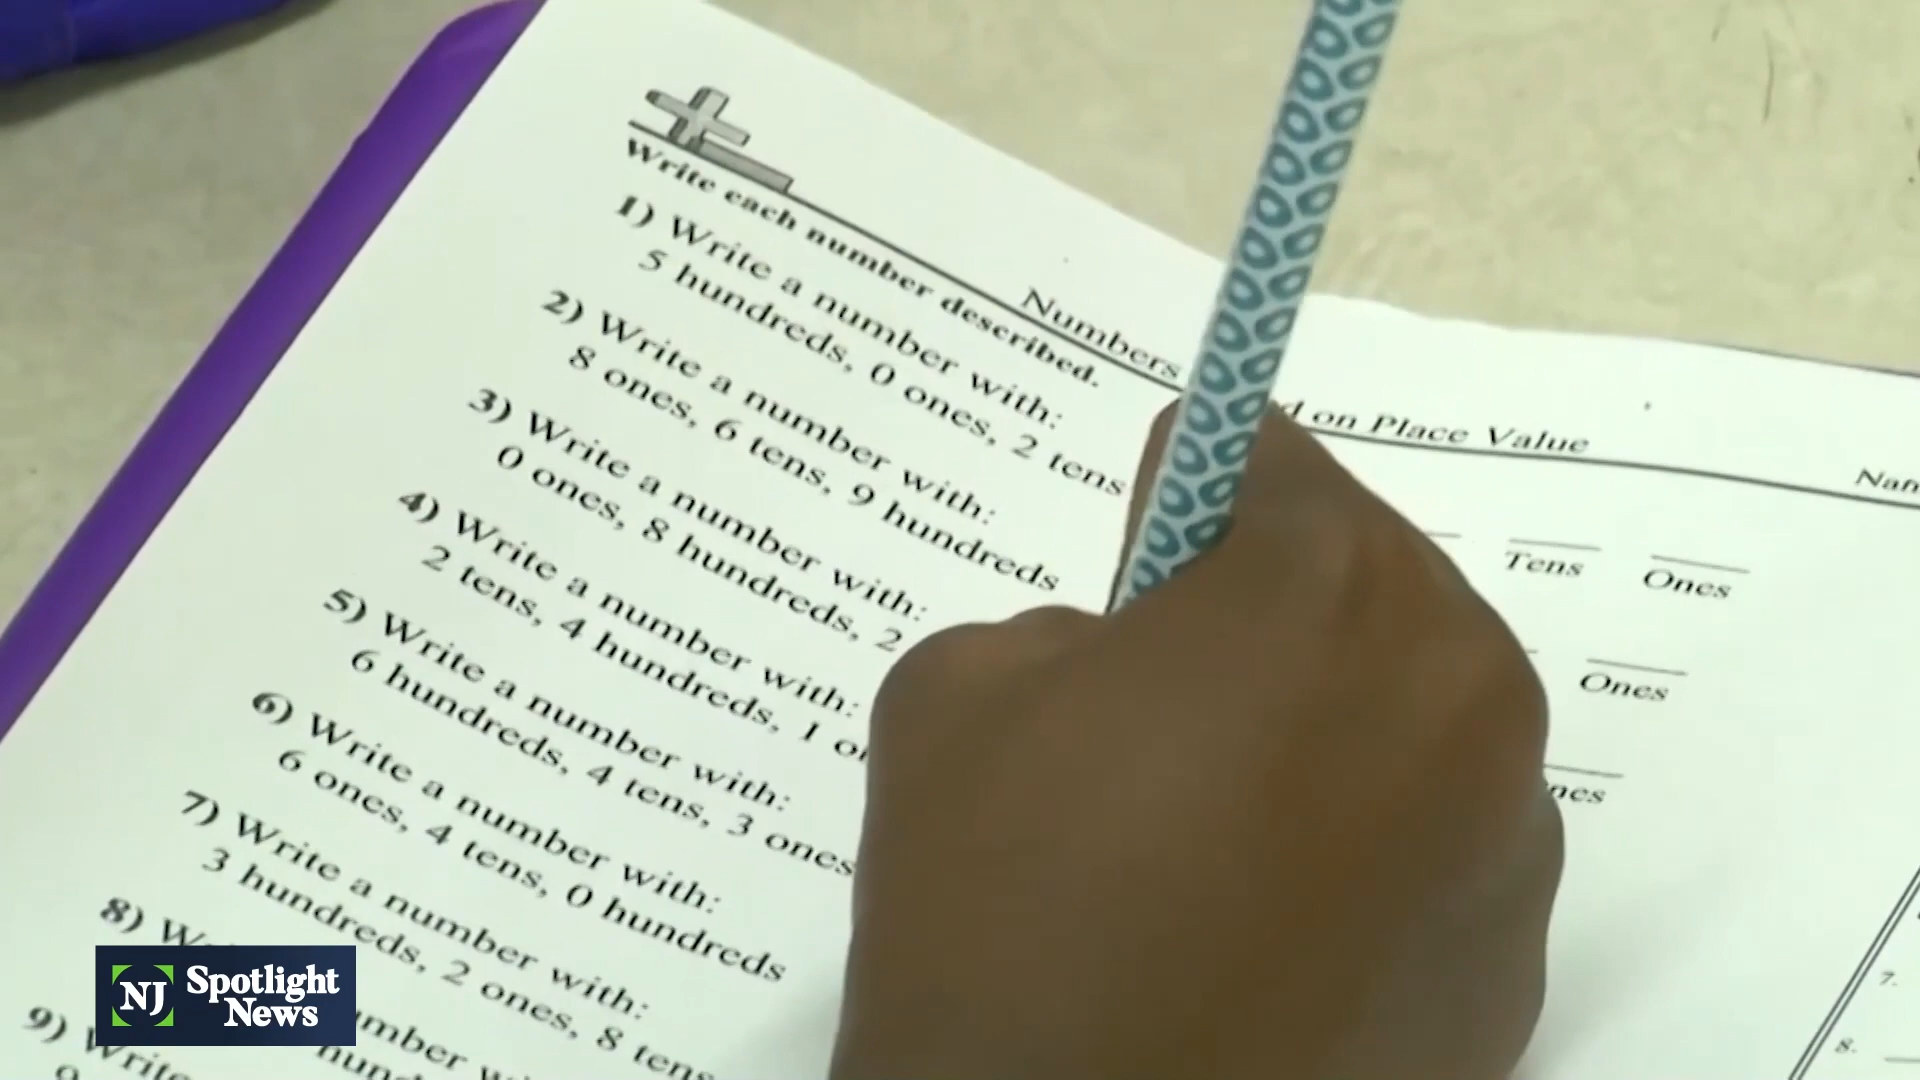 Numbers
d on Place Value
Write each number described.
1) Write a number with:
5 hundreds, 0 ones, 2 tens
2) Write a number with:
8 ones, 6 tens, 9 hundreds
3) Write a number with:
0 ones, 8 hundreds, 2
4) Write a number with:
2 tens, 4 hundreds, 1
5) Write a number with:
6 hundreds, 4 tens, 3 ones
6) Write a number with:
6 ones, 4 tens, 0 hundreds
7) Write a number with:
3 hundreds, 2 ones, 8 tens
8)
9) Write
Tens Ones
Ones
nes
7.
8.
NJ Spotlight
News